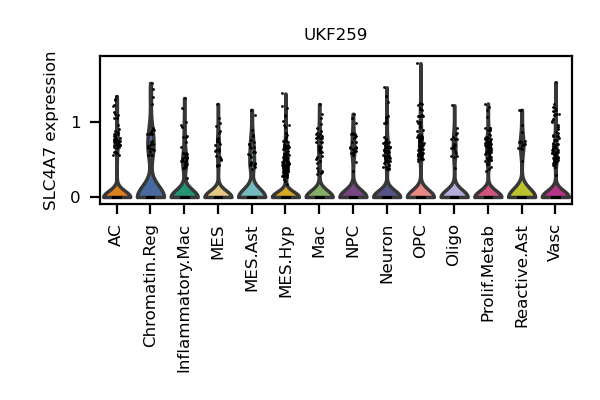 UKF259
SLC4A7 expression
1
0
AC
Chromatin.Reg
Inflammatory.Mac
MES
MES.Ast
MES.Hyp
Mac
NPC
Neuron
OPC
Oligo
Prolif.Metab
Reactive.Ast
Vasc